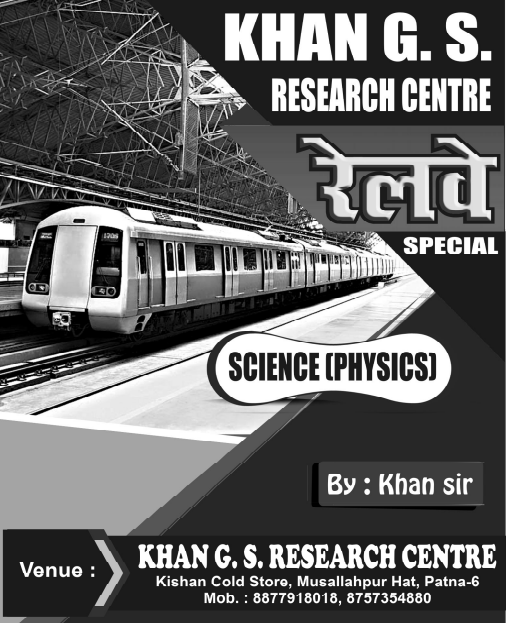 KHAN G. S.
RESEARCH CENTRE
रेलवे
SPECIAL
1709
SCIENCE (PHYSICS)
By : Khan sir
Venue :
KHAN G. S. RESEARCH CENTRE
Kishan Cold Store, Musallahpur Hat, Patna-6
Mob. : 8877918018, 8757354880